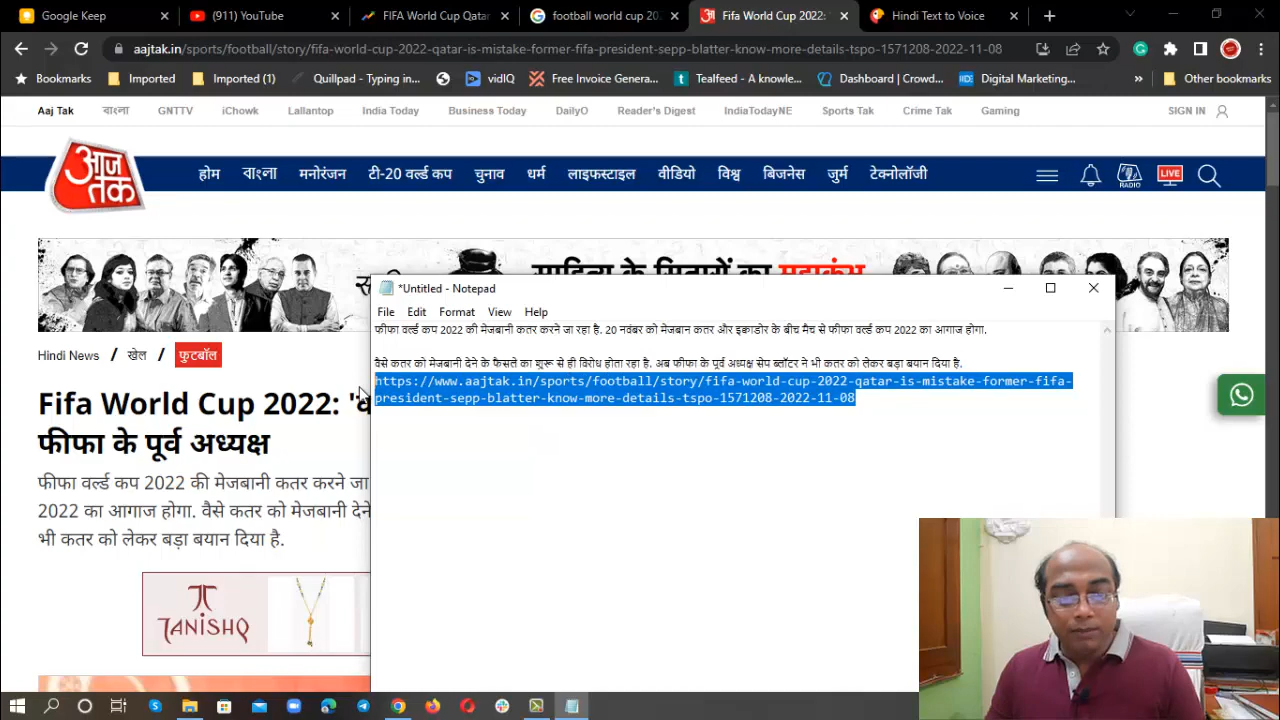 Google Keep
(911) YouTube
FIFA World Cup Qatar
football world cup 20
Fifa World Cup 2022:
Hindi Text to Voice
aajtak.in/sports/football/story/fifa-world-cup-2022-qatar-is-mistake-former-fifa-president-sepp-blatter-know-more-details-tspo-1571208-2022-11-08
Bookmarks
Imported
Imported (1)
Quillpad - Typing in...
vidIQ
Free Invoice Genera...
Tealfeed - A knowle...
Dashboard | Crowd...
Digital Marketing...
Other bookmarks
Aaj Tak
বাংলা
GNTTV
iChowk
Lallantop
India Today
Business Today
DailyO
Reader's Digest
IndiaTodayNE
Sports Tak
Crime Tak
Gaming
SIGN IN
आज
तक
होम
বাংলা
मनोरंजन
टी-20 वर्ल्ड कप
चुनाव
धर्म
लाइफस्टाइल
वीडियो
विश्व
बिजनेस
जुर्म
टेक्नोलॉजी
RADIO
LIVE
साहित्य के सितारों का महाकुंभ
*Untitled - Notepad
File
Edit
Format
View
Help
फीफा वर्ल्ड कप 2022 की मेजबानी कतर करने जा रहा है. 20 नवंबर को मेजबान कतर और इक्वाडोर के बीच मैच से फीफा वर्ल्ड कप 2022 का आगाज होगा.
वैसे कतर को मेजबानी देने के फैसले का शुरू से ही विरोध होता रहा है. अब फीफा के पूर्व अध्यक्ष सेप ब्लॉटर ने भी कतर को लेकर बड़ा बयान दिया है.
https://www.aajtak.in/sports/football/story/fifa-world-cup-2022-qatar-is-mistake-former-fifa-
president-sepp-blatter-know-more-details-tspo-1571208-2022-11-08
Hindi News / खेल / फुटबॉल
Fifa World Cup 2022:
फीफा के पूर्व अध्यक्ष
फीफा वर्ल्ड कप 2022 की मेजबानी कतर करने जा
2022 का आगाज होगा. वैसे कतर को मेजबानी देने
भी कतर को लेकर बड़ा बयान दिया है.
TANISHQ